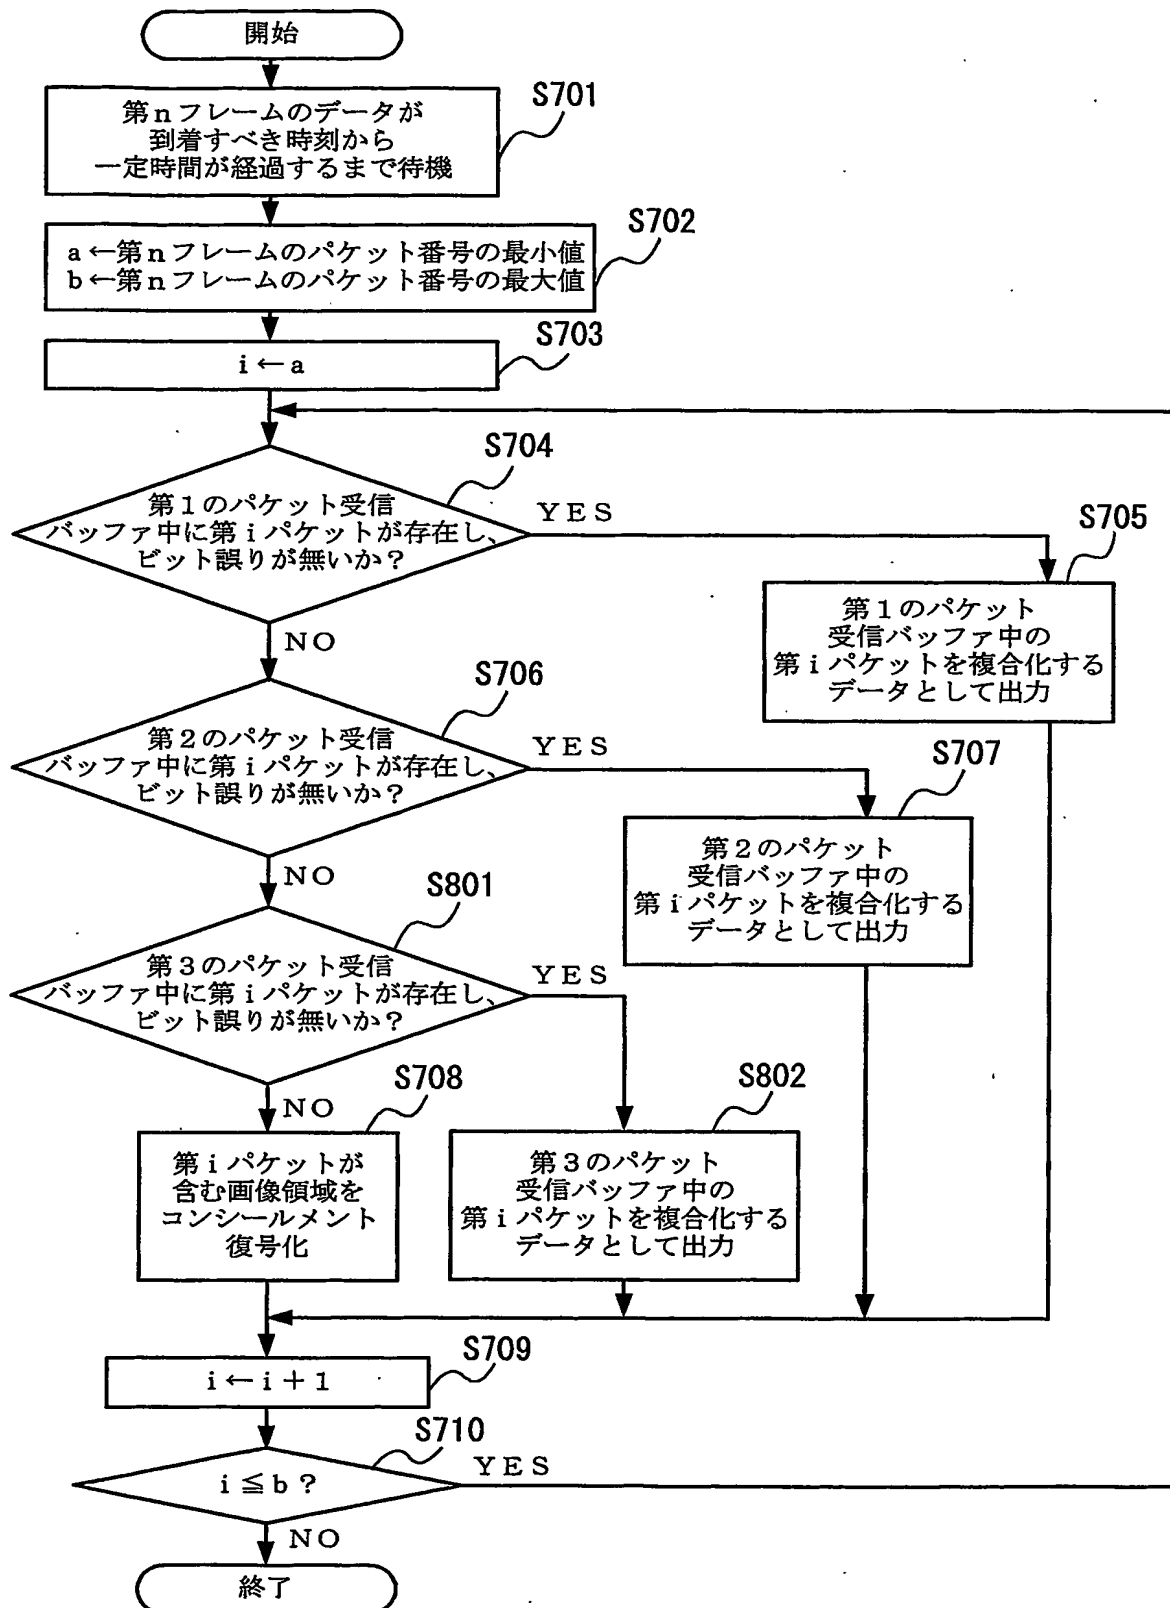 開始
S701
第nフレームのデータが
到着すべき時刻から
一定時間が経過するまで待機
S702
a←第nフレームのパケット番号の最小値
b←第nフレームのパケット番号の最大値
S703
i←a
S704
第1のパケット受信
バッファ中に第iパケットが存在し、
ビット誤りが無いか?
YES
NO
S705
第1のパケット
受信バッファ中の
第iパケットを複合化する
データとして出力
S706
第2のパケット受信
バッファ中に第iパケットが存在し、
ビット誤りが無いか?
YES
NO
S707
第2のパケット
受信バッファ中の
第iパケットを複合化する
データとして出力
S801
第3のパケット受信
バッファ中に第iパケットが存在し、
ビット誤りが無いか?
YES
NO
S708
第iパケットが
含む画像領域を
コンシールメント
復号化
S802
第3のパケット
受信バッファ中の
第iパケットを複合化する
データとして出力
S709
i←i+1
S710
i≦b?
YES
NO
終了